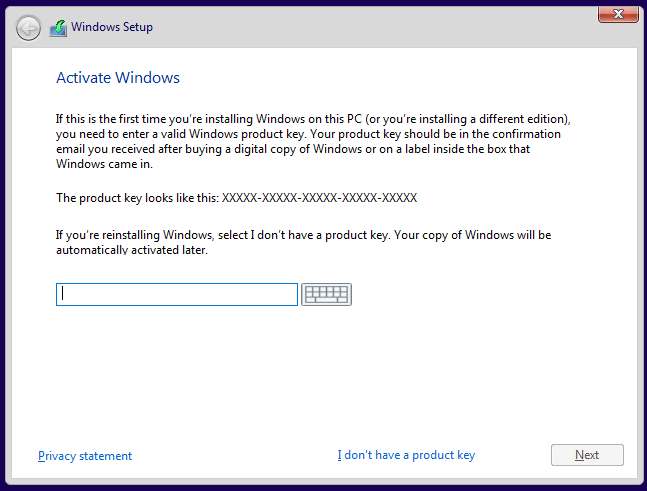 Windows Setup
Activate Windows
If this is the first time you're installing Windows on this PC (or you're installing a different edition),
you need to enter a valid Windows product key. Your product key should be in the confirmation
email you received after buying a digital copy of Windows or on a label inside the box that
Windows came in.
The product key looks like this: XXXXX-XXXXX-XXXXX-XXXXX-XXXXX
If you're reinstalling Windows, select I don't have a product key. Your copy of Windows will be
automatically activated later.
Privacy statement
I don't have a product key
Next